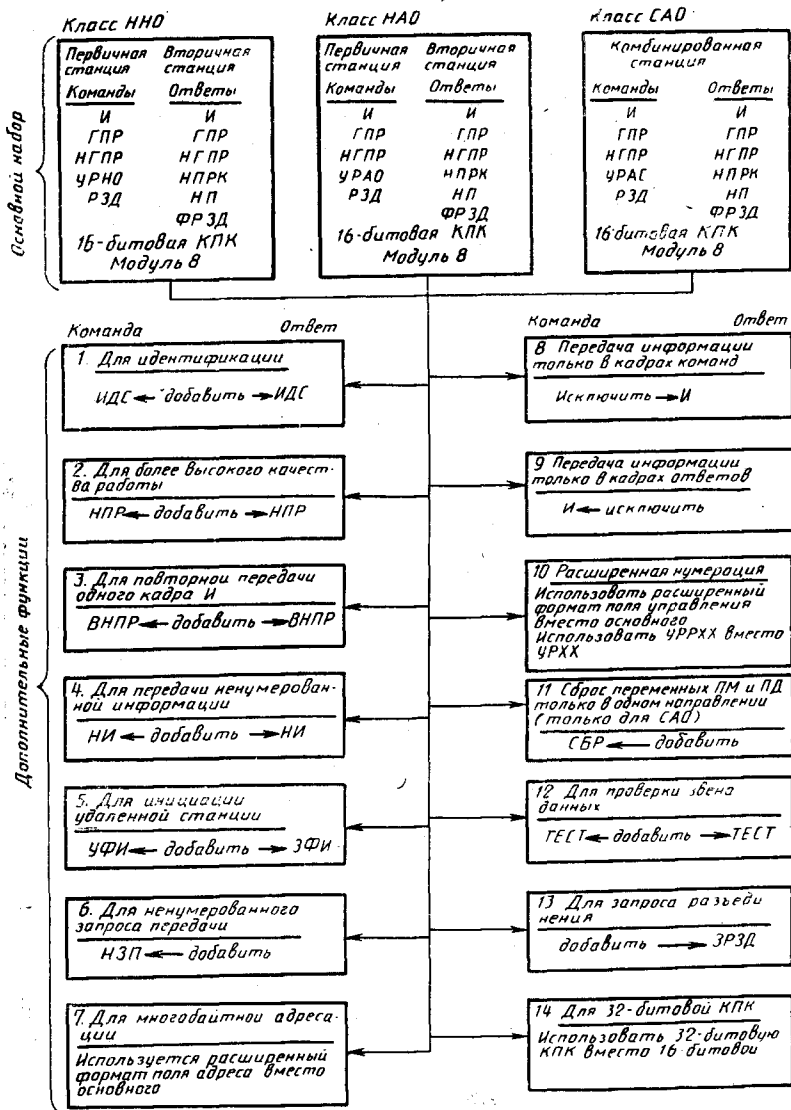 Класс ННО
Первичная станция
Вторичная станция
Команды
Ответы
И И
ГПР ГПР
НГПР НГПР
УРНО НПРК
РЗД НП
ФРЗД
16-битовая КПК
Модуль 8
Класс НАО
Первичная станция
Вторичная станция
Команды
Ответы
И И
ГПР ГПР
НГПР НГПР
УРАО НПРК
РЗД НП
ФРЗД
16-битовая КПК
Модуль 8
Класс САО
Комбинированная
станция
Команды Ответы
И И
ГПР ГПР
НГПР НГПР
УРАС НПРК
РЗД НП
ФРЗД
16-битовая КПК
Модуль 8
Основной набор
Дополнительные функции
Команда Ответ
1. Для идентификации
ИДС ← добавить → ИДС
2. Для более высокого качест-
ва работы
НПР ← добавить → НПР
3. Для повторной передачи
одного кадра И
ВНПР ← добавить → ВНПР
4. Для передачи ненумерован-
ной информации
НИ ← добавить → НИ
5. Для инициации
удаленной станции
УФИ ← добавить → ЗФИ
6. Для ненумерованного
запроса передачи
НЗП ← добавить
7. Для многобайтной адреса-
ции
Используется расширенный
формат поля адреса вместо
основного
Команда Ответ
8 Передача информации
только в кадрах команд
Исключить → И
9 Передача информации
только в кадрах ответов
И ← исключить
10 Расширенная нумерация
Использовать расширенный
формат поля управления
вместо основного
Использовать УРРХХ вместо
УРХХ
11 Сброс переменных ПМ и ПД
только в одном направлении
(только для САО)
СБР ← добавить
12 Для проверки звена
данных
ТЕСТ ← добавить → ТЕСТ
13 Для запроса разъеди
нения
добавить → ЗРЗД
14 Для 32-битовой КПК
Использовать 32-битовую
КПК вместо 16-битовой